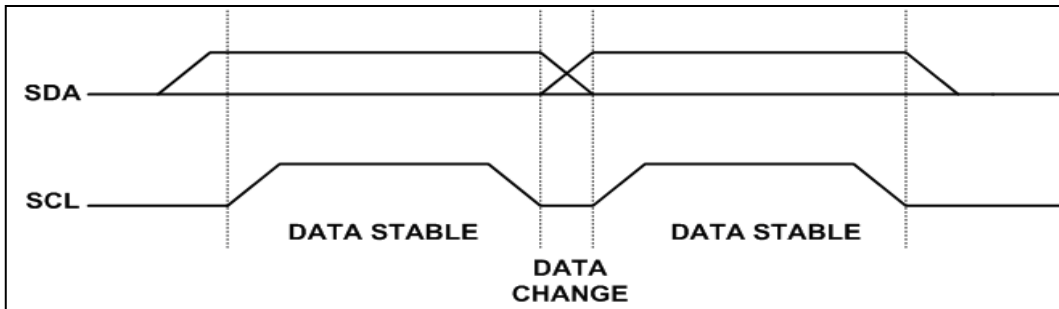 SDA
SCL
DATA STABLE
DATA STABLE
DATA
CHANGE